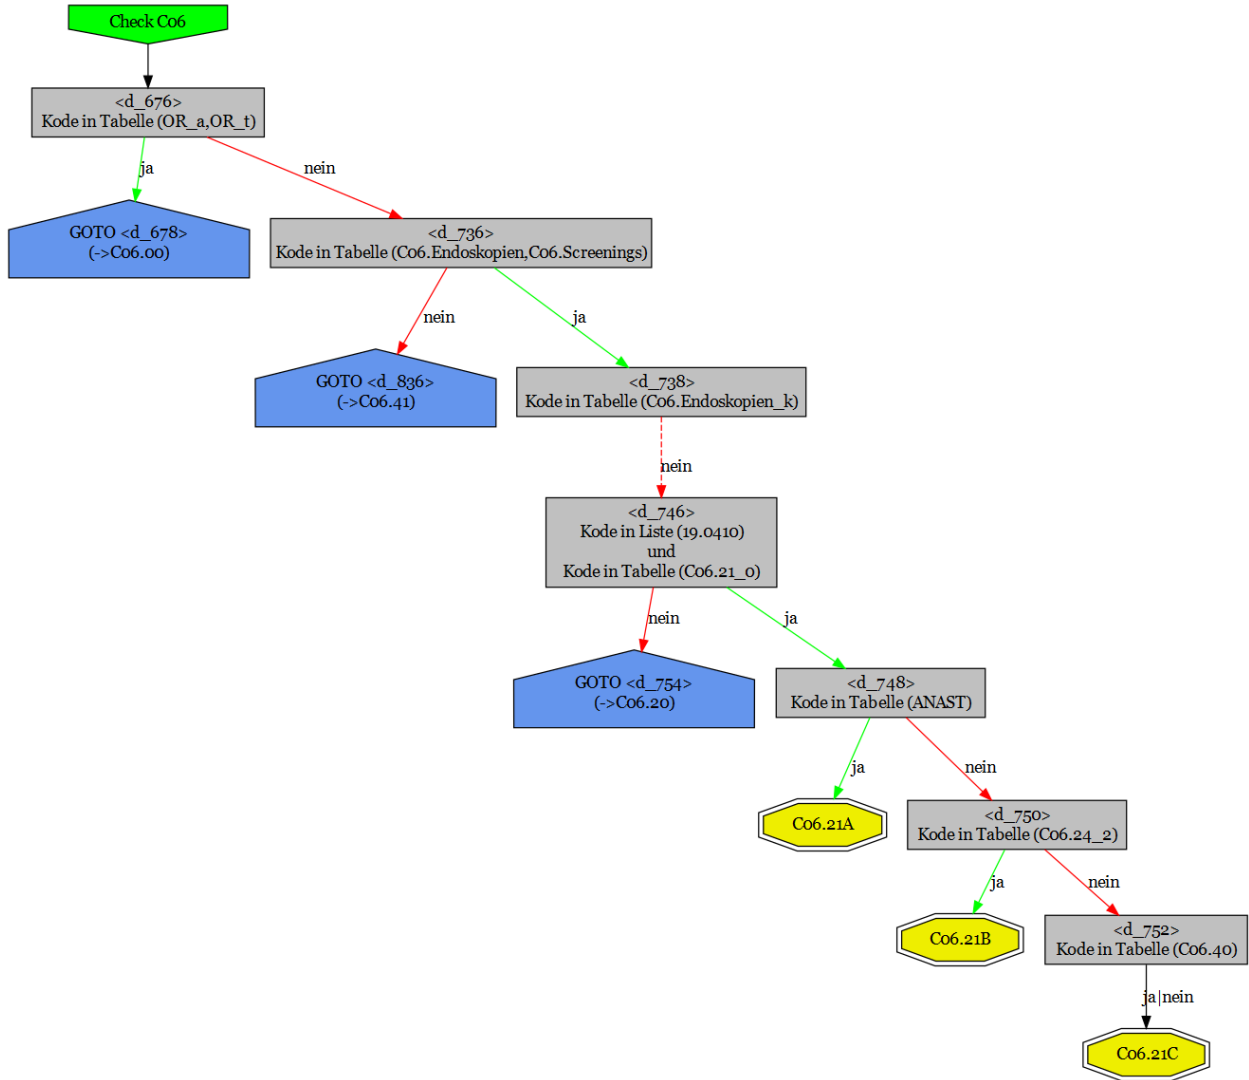 Check C06
<d_676>
Kode in Tabelle (OR_a,OR_t)
ja
nein
GOTO <d_678>
(->C06.00)
<d_736>
Kode in Tabelle (C06.Endoskopien,C06.Screenings)
nein
ja
GOTO <d_836>
(->C06.41)
<d_738>
Kode in Tabelle (C06.Endoskopien_k)
nein
<d_746>
Kode in Liste (19.0410)
und
Kode in Tabelle (C06.21_0)
nein
ja
GOTO <d_754>
(->C06.20)
<d_748>
Kode in Tabelle (ANAST)
ja
nein
C06.21A
<d_750>
Kode in Tabelle (C06.24_2)
ja
nein
C06.21B
<d_752>
Kode in Tabelle (C06.40)
ja|nein
C06.21C